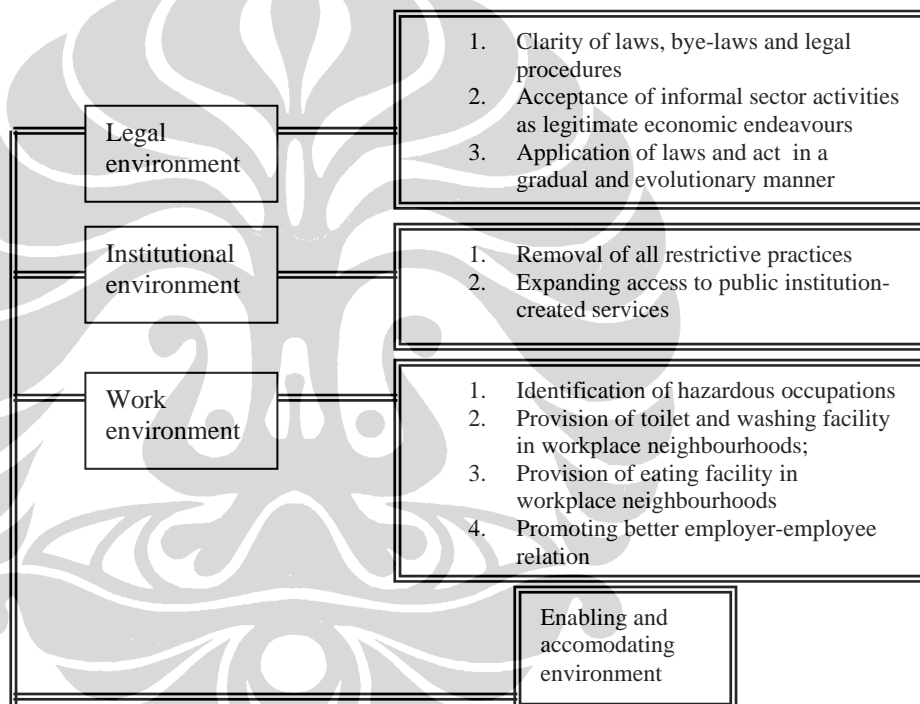 Legal
environment
1. Clarity of laws, bye-laws and legal
procedures
2. Acceptance of informal sector activities
as legitimate economic endeavours
3. Application of laws and act in a
gradual and evolutionary manner
Institutional
environment
1. Removal of all restrictive practices
2. Expanding access to public institution-
created services
Work
environment
1. Identification of hazardous occupations
2. Provision of toilet and washing facility
in workplace neighbourhoods;
3. Provision of eating facility in
workplace neighbourhoods
4. Promoting better employer-employee
relation
Enabling and
accomodating
environment